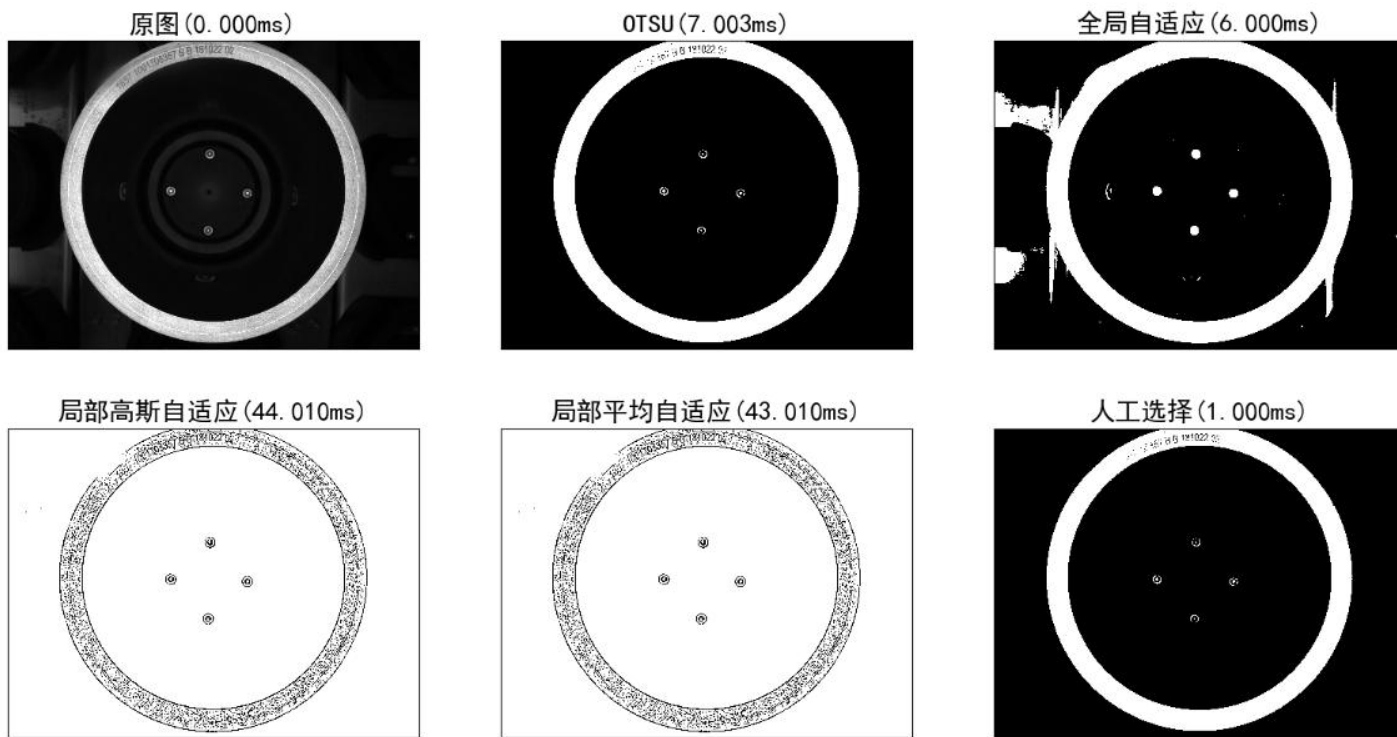 原图(0.000ms)
OTSU(7.003ms)
全局自适应(6.000ms)
局部高斯自适应(44.010ms)
局部平均自适应(43.010ms)
人工选择(1.000ms)